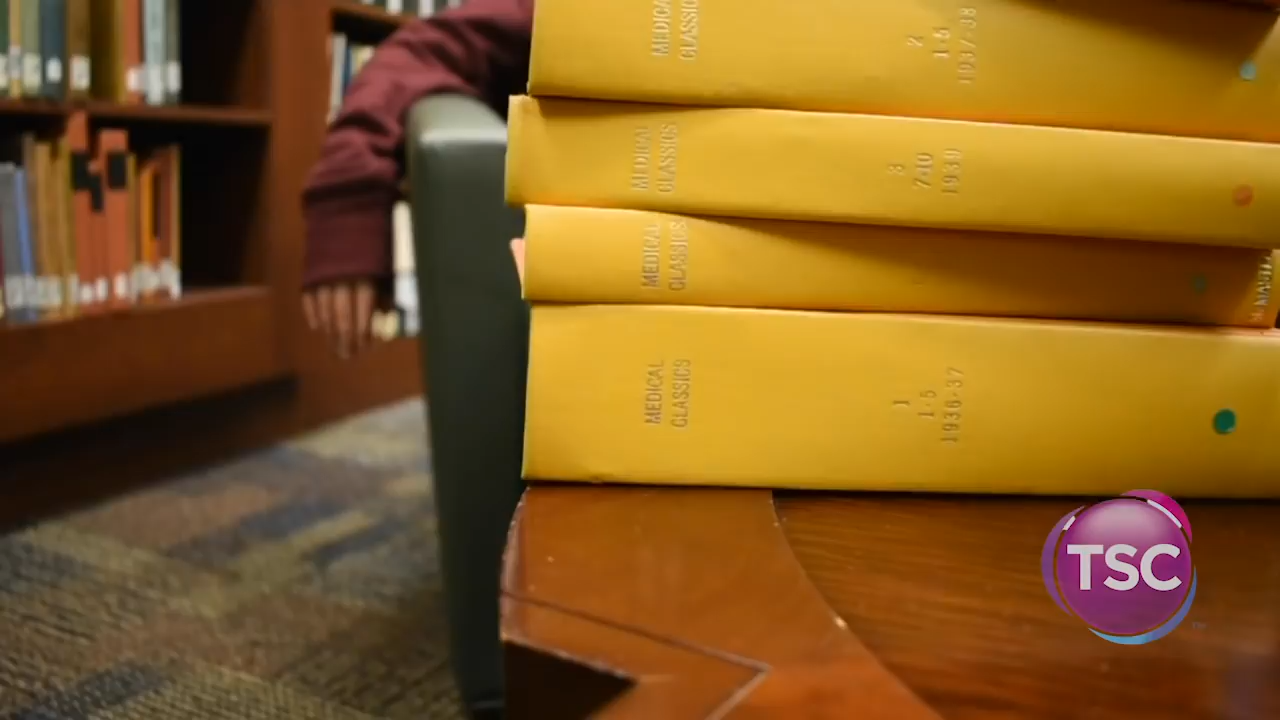 MEDICAL
CLASSICS
2
1-5
1937-38
MEDICAL
CLASSICS
3
7-10
1939
MEDICAL
CLASSICS
MEDICAL
CLASSICS
1
1-5
1936-37
TSC